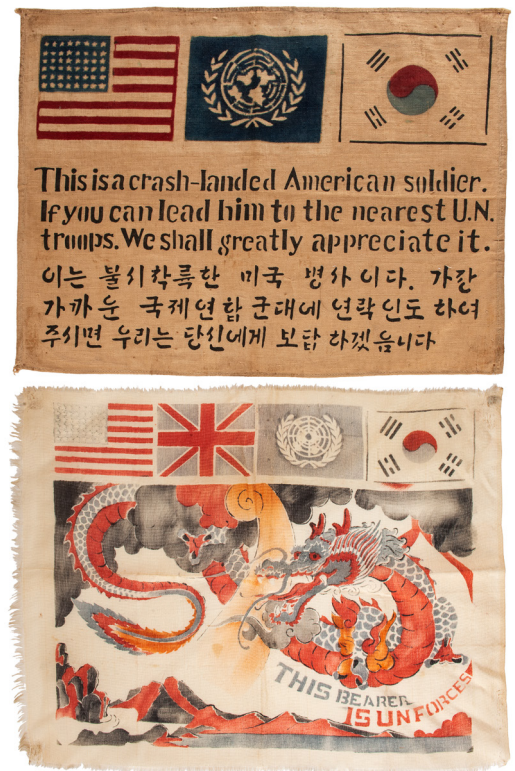 This is a crash-landed American soldier.
If you can lead him to the nearest U.N.
troops. We shall greatly appreciate it.
이는 불시착륙한 미국 병사이다. 가장
가까운 국제연합군대에 연락인도 하여
주시면 우리는 당신에게 보답 하겠읍니다
THIS BEARER
IS UN FORCES